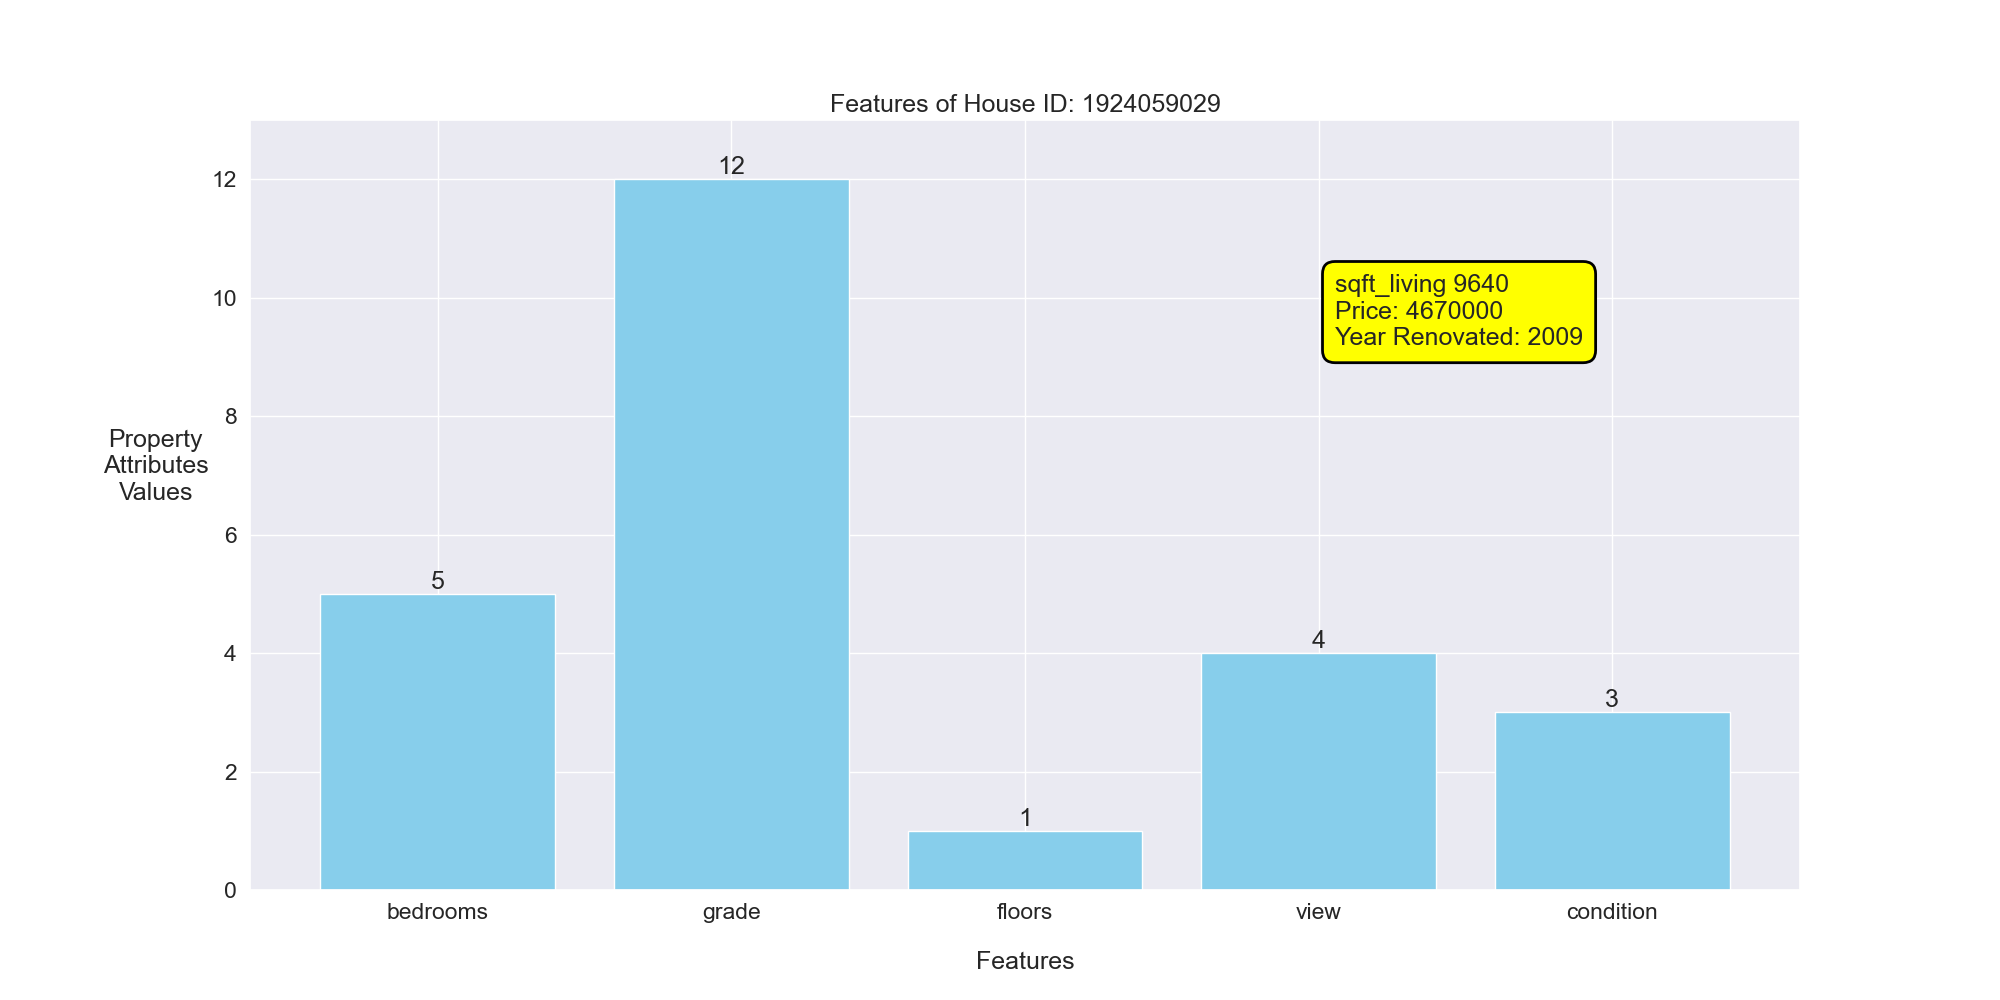 Features of House ID: 1924059029
12
10
8
6
4
2
0
Property
Attributes
Values
5
12
1
4
3
sqft_living 9640
Price: 4670000
Year Renovated: 2009
bedrooms
grade
floors
view
condition
Features